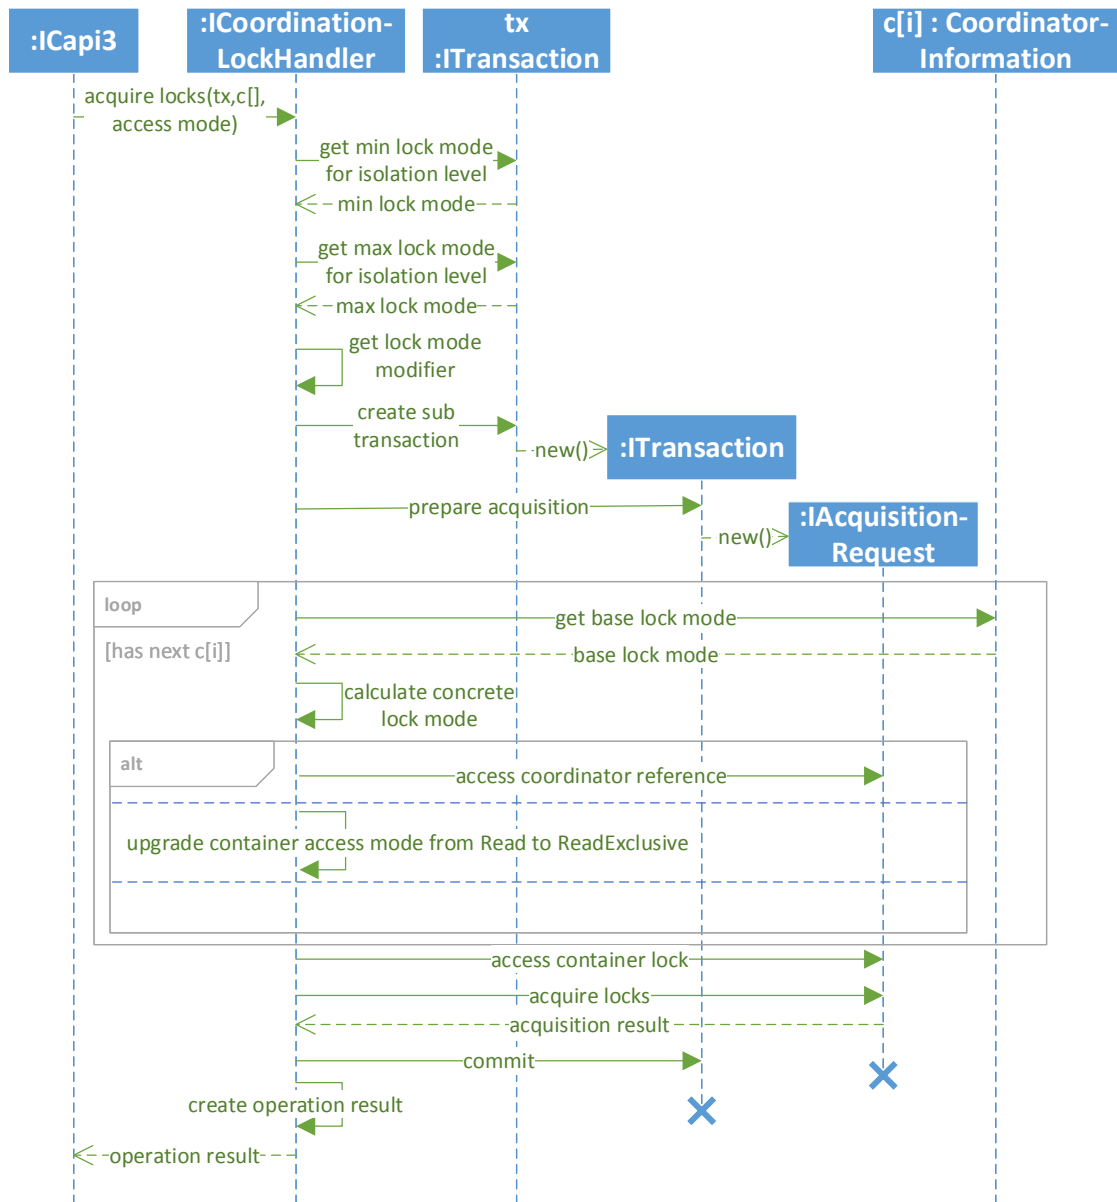 :ICapi3
:ICoordination-
LockHandler
tx
:ITransaction
c[i] : Coordinator-
Information
acquire locks(tx,c[],
access mode)
get min lock mode
for isolation level
min lock mode
get max lock mode
for isolation level
max lock mode
get lock mode
modifier
create sub
transaction
new()
:ITransaction
prepare acquisition
new()
:IAcquisition-
Request
loop
get base lock mode
[has next c[i]]
base lock mode
calculate concrete
lock mode
alt
access coordinator reference
upgrade container access mode from Read to ReadExclusive
access container lock
acquire locks
acquisition result
commit
create operation result
operation result